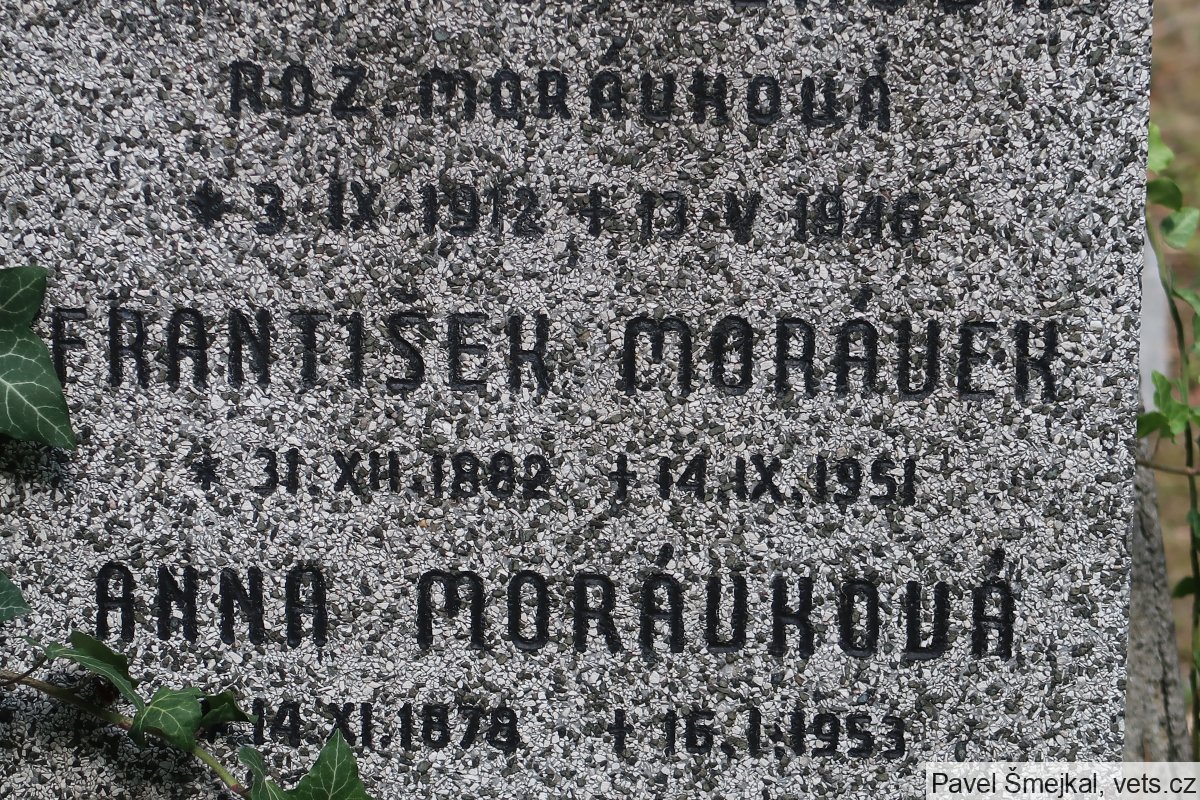 ROZ. MORÁVKOVÁ
* 3. IX. 1912 † 13. V. 1946
FRANTIŠEK MORÁVEK
* 31. XII. 1882 † 14. IX. 1951
ANNA MORÁVKOVÁ
14. XI. 1878 † 16. I. 1953
Pavel Šmejkal, vets.cz